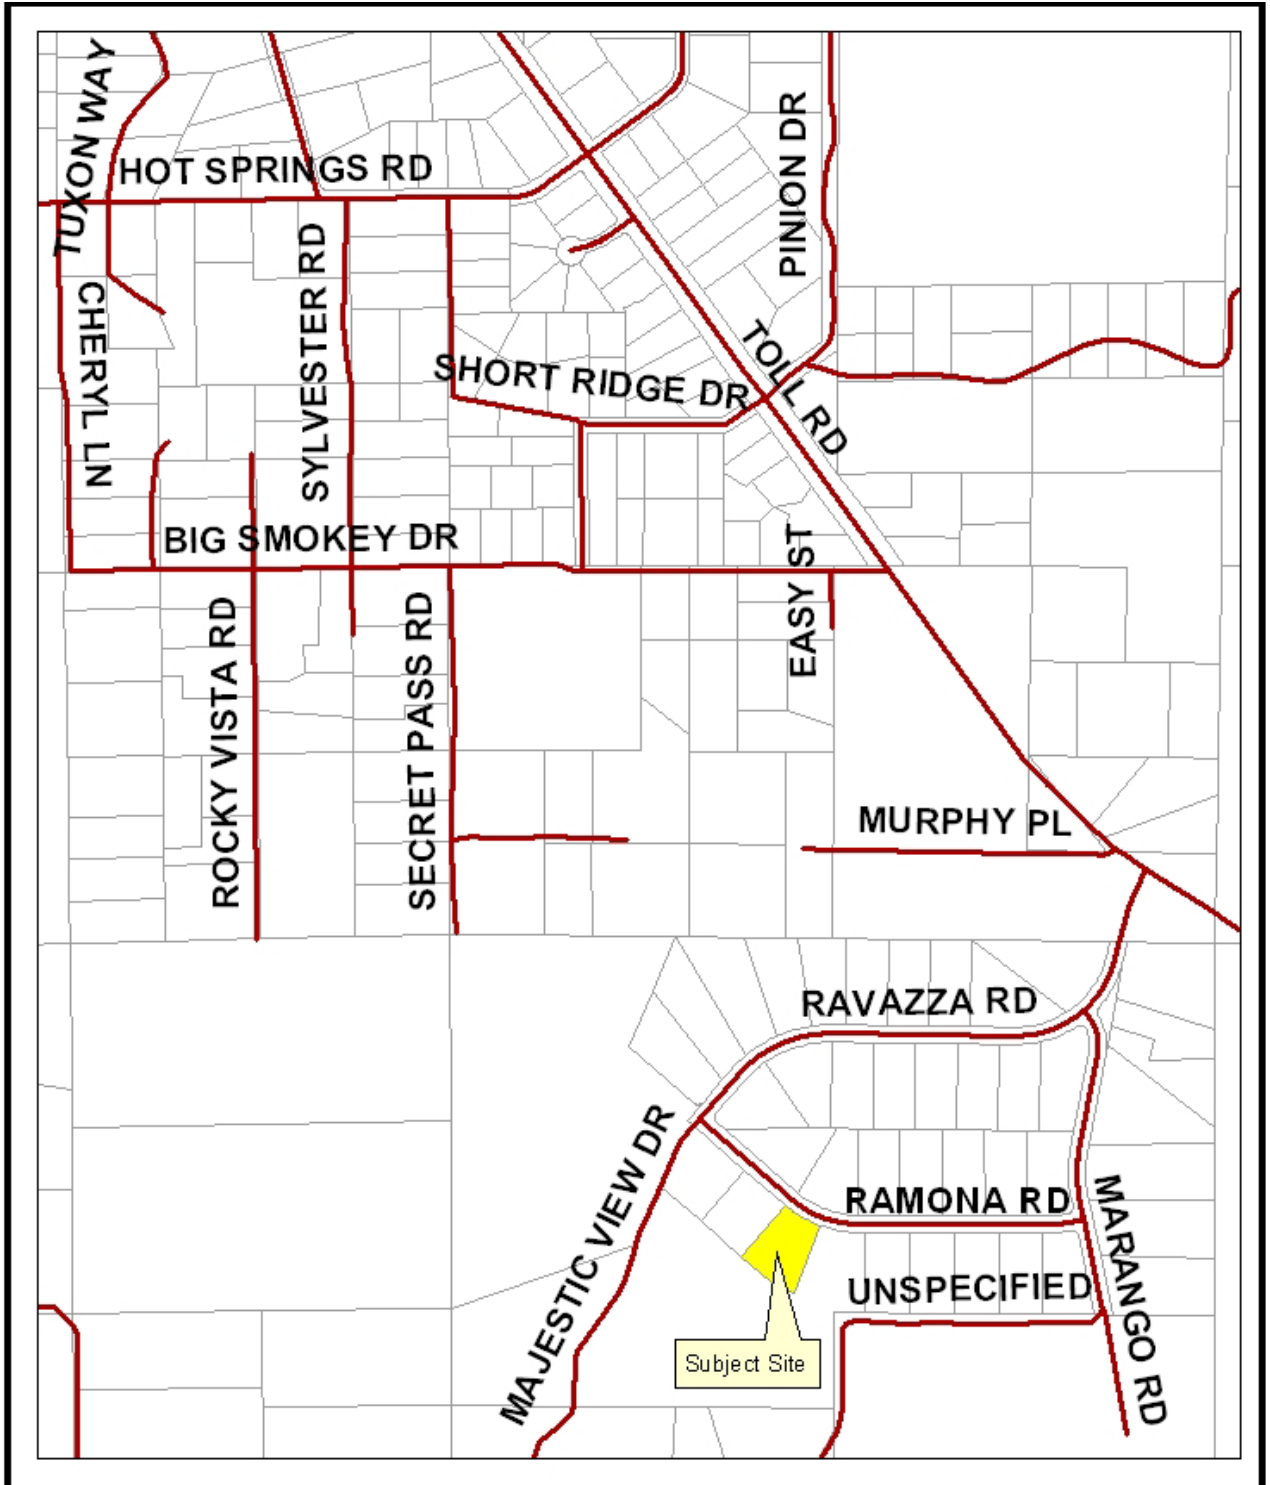 TUXON WAY
HOT SPRINGS RD
PINION DR
SYLVESTER RD
CHERYL LN
SHORT RIDGE DR
TOLL RD
BIG SMOKEY DR
EASY ST
ROCKY VISTA RD
SECRET PASS RD
MURPHY PL
RAVAZZA RD
MAJESTIC VIEW DR
RAMONA RD
MARANGO RD
UNSPECIFIED
Subject Site